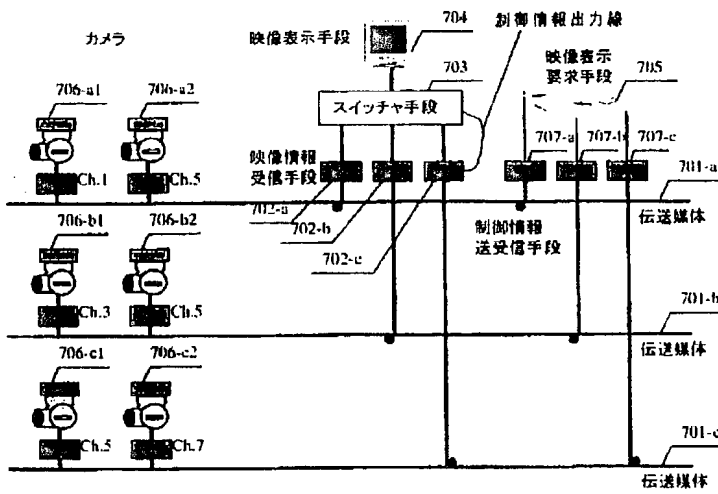 カメラ
映像表示手段
704
制御情報出力線
703
スイッチャ手段
映像表示
要求手段
705
706-a1
706-a2
Ch.1
Ch.5
映像情報
受信手段
702-a
702-b
702-c
707-a
707-b
707-c
701-a
伝送媒体
制御情報
送受信手段
706-b1
706-b2
Ch.3
Ch.5
701-b
伝送媒体
706-c1
706-c2
Ch.5
Ch.7
701-c
伝送媒体